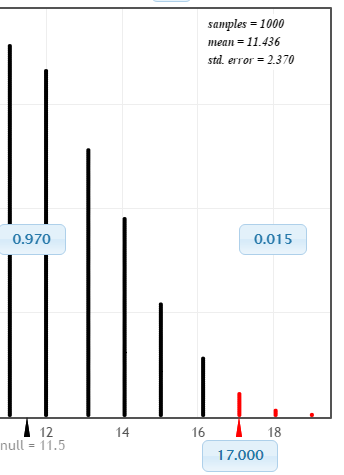 samples = 1000
mean = 11.436
std. error = 2.370
0.970
0.015
12
14
16
18
null = 11.5
17.000